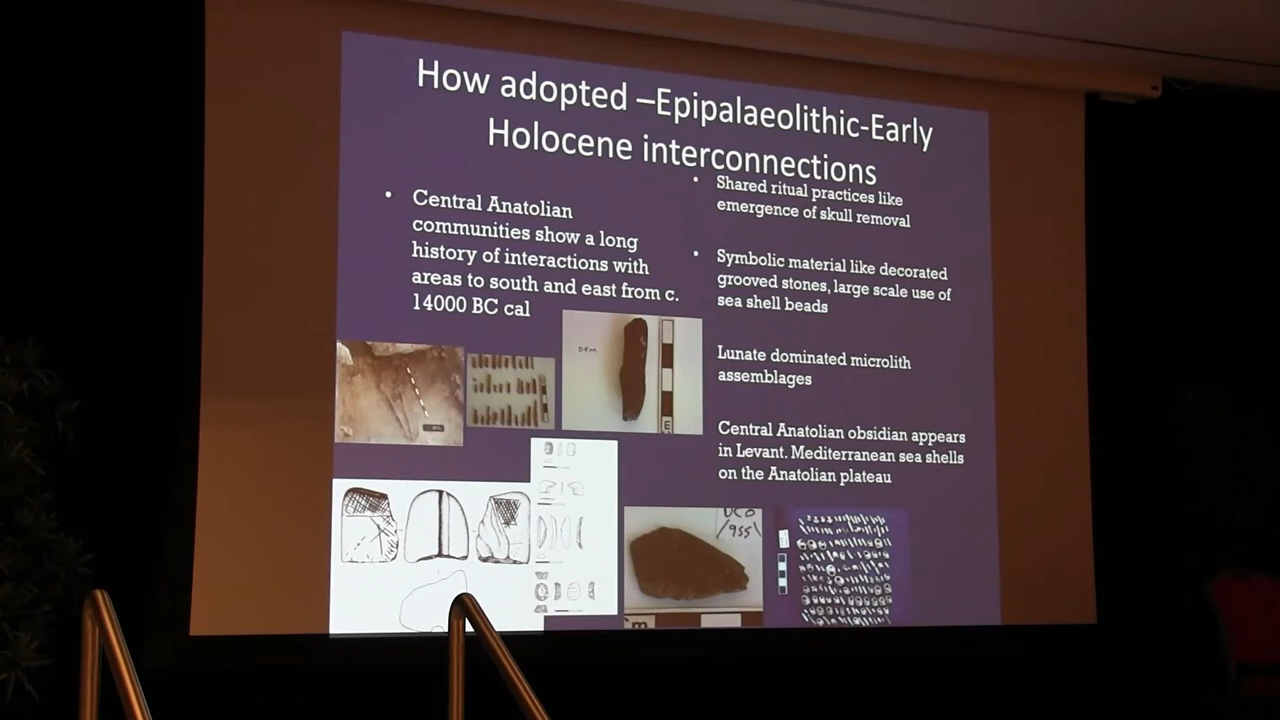 How adopted –Epipalaeolithic-Early
Holocene interconnections
• Central Anatolian
communities show a long
history of interactions with
areas to south and east from c.
14000 BC cal
• Shared ritual practices like
emergence of skull removal
• Symbolic material like decorated
grooved stones, large scale use of
sea shell beads
Lunate dominated microlith
assemblages
Central Anatolian obsidian appears
in Levant. Mediterranean sea shells
on the Anatolian plateau